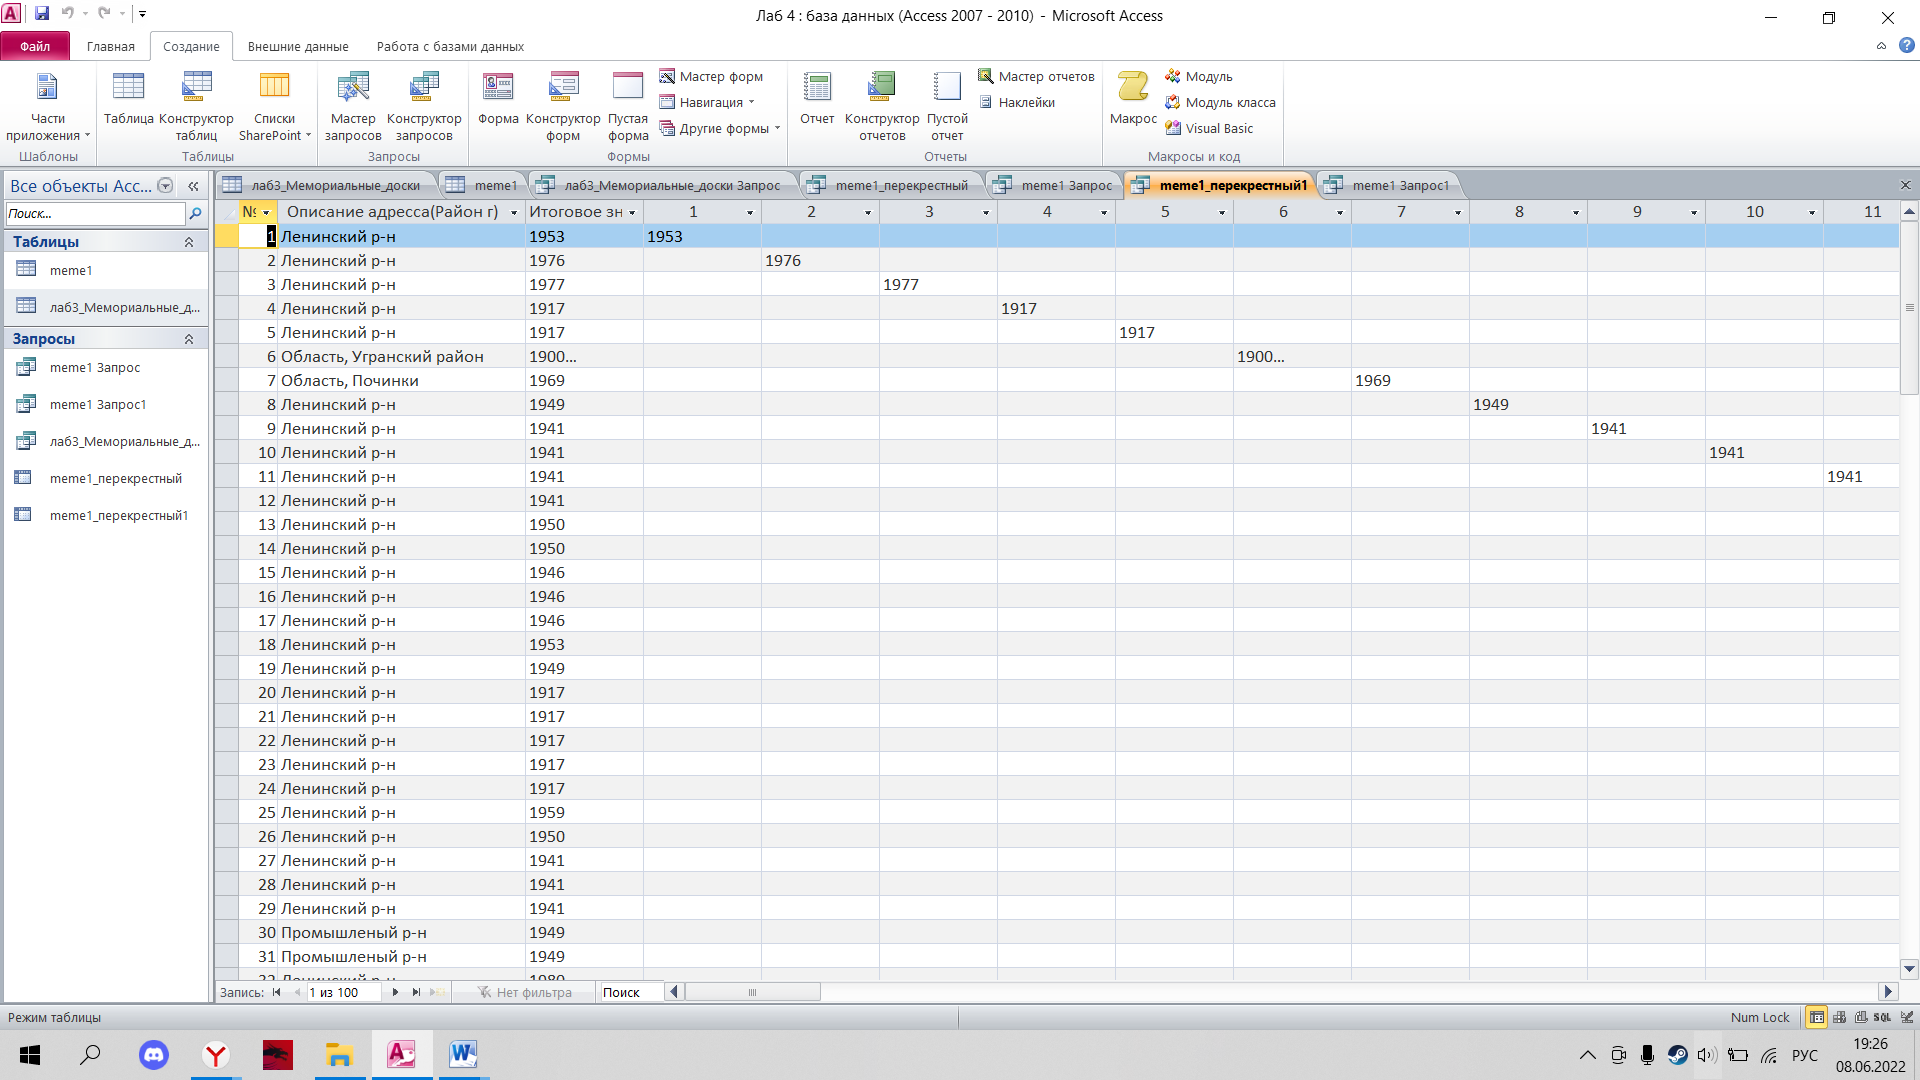 Лаб 4 : база данных (Access 2007 - 2010) - Microsoft Access
Файл Главная Создание Внешние данные Работа с базами данных
Части приложения
Таблица
Конструктор таблиц
Списки SharePoint
Мастер запросов
Конструктор запросов
Форма
Конструктор форм
Пустая форма
Мастер форм
Навигация
Другие формы
Отчет
Конструктор отчетов
Пустой отчет
Мастер отчетов
Наклейки
Макрос
Модуль
Модуль класса
Visual Basic
Шаблоны Таблицы Запросы Формы Отчеты Макросы и код
Все объекты Acc...
Поиск...
Таблицы
meme1
лаб3_Мемориальные_д...
Запросы
meme1 Запрос
meme1 Запрос1
лаб3_Мемориальные_д...
meme1_перекрестный
meme1_перекрестный1
лаб3_Мемориальные_доски meme1 лаб3_Мемориальные_доски Запрос meme1_перекрестный meme1 Запрос meme1_перекрестный1 meme1 Запрос1
№ Описание адреса(Район г) Итоговое зн 1 2 3 4 5 6 7 8 9 10 11
1 Ленинский р-н 1953 1953
2 Ленинский р-н 1976 1976
3 Ленинский р-н 1977 1977
4 Ленинский р-н 1917 1917
5 Ленинский р-н 1917 1917
6 Область, Угранский район 1900... 1900...
7 Область, Починки 1969 1969
8 Ленинский р-н 1949 1949
9 Ленинский р-н 1941 1941
10 Ленинский р-н 1941 1941
11 Ленинский р-н 1941 1941
12 Ленинский р-н 1941
13 Ленинский р-н 1950
14 Ленинский р-н 1950
15 Ленинский р-н 1946
16 Ленинский р-н 1946
17 Ленинский р-н 1946
18 Ленинский р-н 1953
19 Ленинский р-н 1949
20 Ленинский р-н 1917
21 Ленинский р-н 1917
22 Ленинский р-н 1917
23 Ленинский р-н 1917
24 Ленинский р-н 1917
25 Ленинский р-н 1959
26 Ленинский р-н 1950
27 Ленинский р-н 1941
28 Ленинский р-н 1941
29 Ленинский р-н 1941
30 Промышленый р-н 1949
31 Промышленый р-н 1949
32 Ленинский р-н 1980
Запись: 1 из 100 Нет фильтра Поиск
Режим таблицы Num Lock SQL
РУС 19:26
08.06.2022